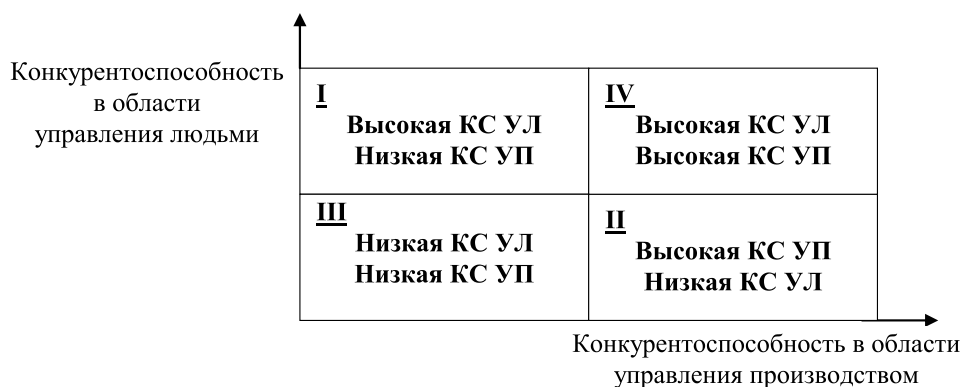 Конкурентоспособность
в области
управления людьми
I
Высокая КС УЛ
Низкая КС УП
IV
Высокая КС УЛ
Высокая КС УП
III
Низкая КС УЛ
Низкая КС УП
II
Высокая КС УП
Низкая КС УЛ
Конкурентоспособность в области
управления производством